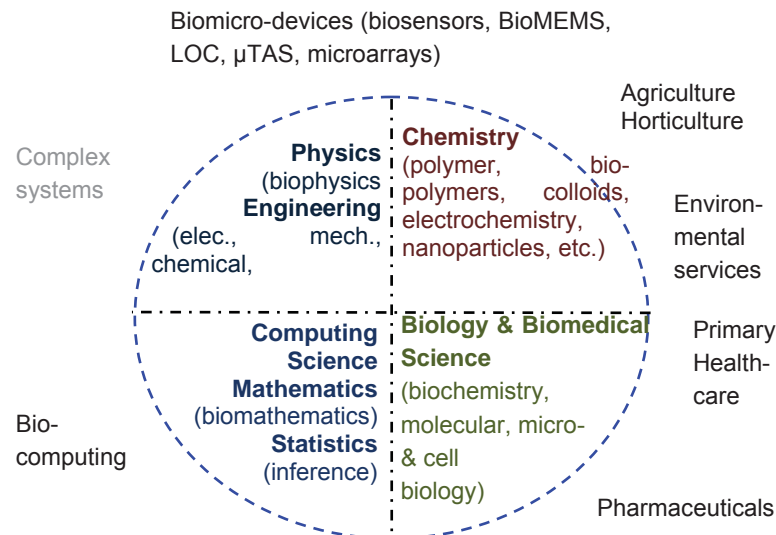 Biomicro-devices (biosensors, BioMEMS,
LOC, µTAS, microarrays)
Agriculture
Horticulture
Complex
systems
Physics
(biophysics
Engineering
(elec., mech.,
chemical,
Chemistry
(polymer, bio-
polymers, colloids,
electrochemistry,
nanoparticles, etc.)
Environ-
mental
services
Computing
Science
Mathematics
(biomathematics)
Statistics
(inference)
Biology & Biomedical
Science
(biochemistry,
molecular, micro-
& cell
biology)
Primary
Health-
care
Bio-
computing
Pharmaceuticals